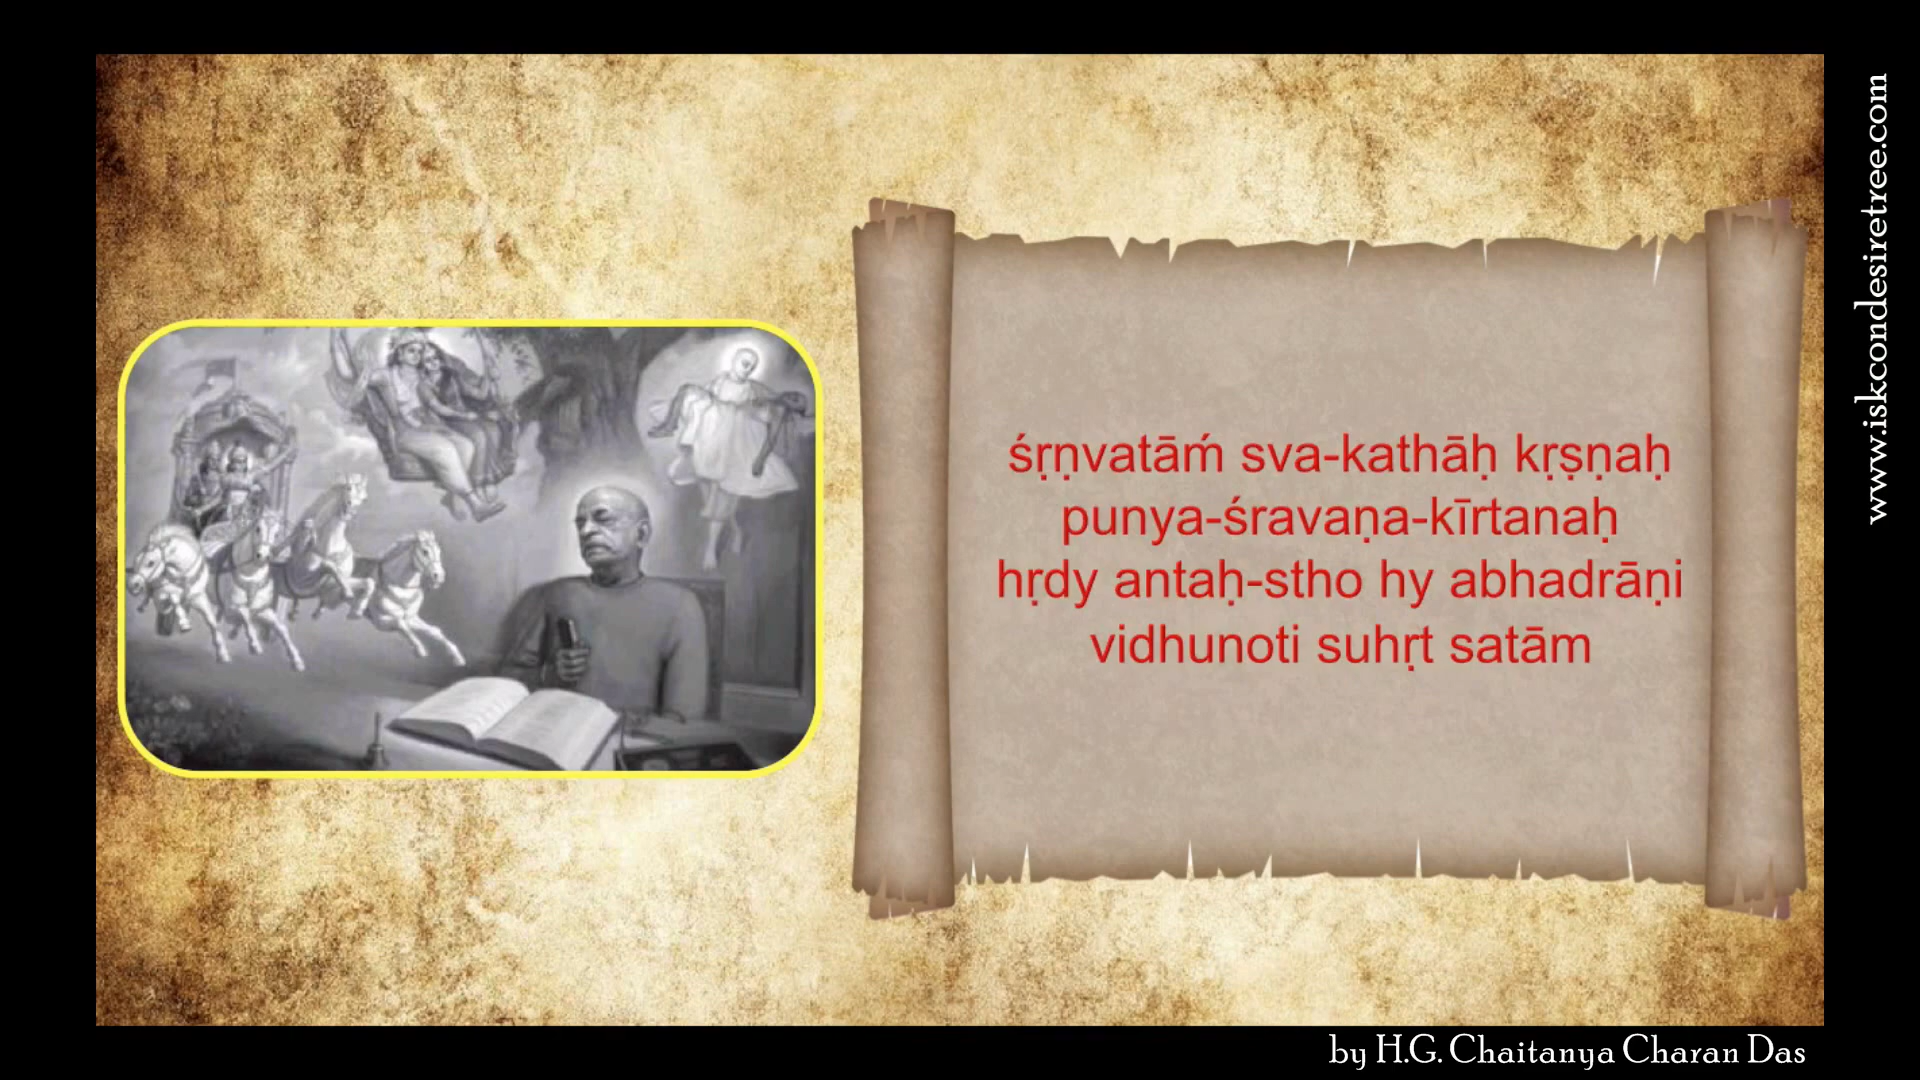 śṛṇvatāḿ sva-kathāḥ kṛṣṇaḥ
punya-śravaṇa-kīrtanaḥ
hṛdy antaḥ-stho hy abhadrāṇi
vidhunoti suhṛt satām
www.iskcondesiretree.com
by H.G. Chaitanya Charan Das